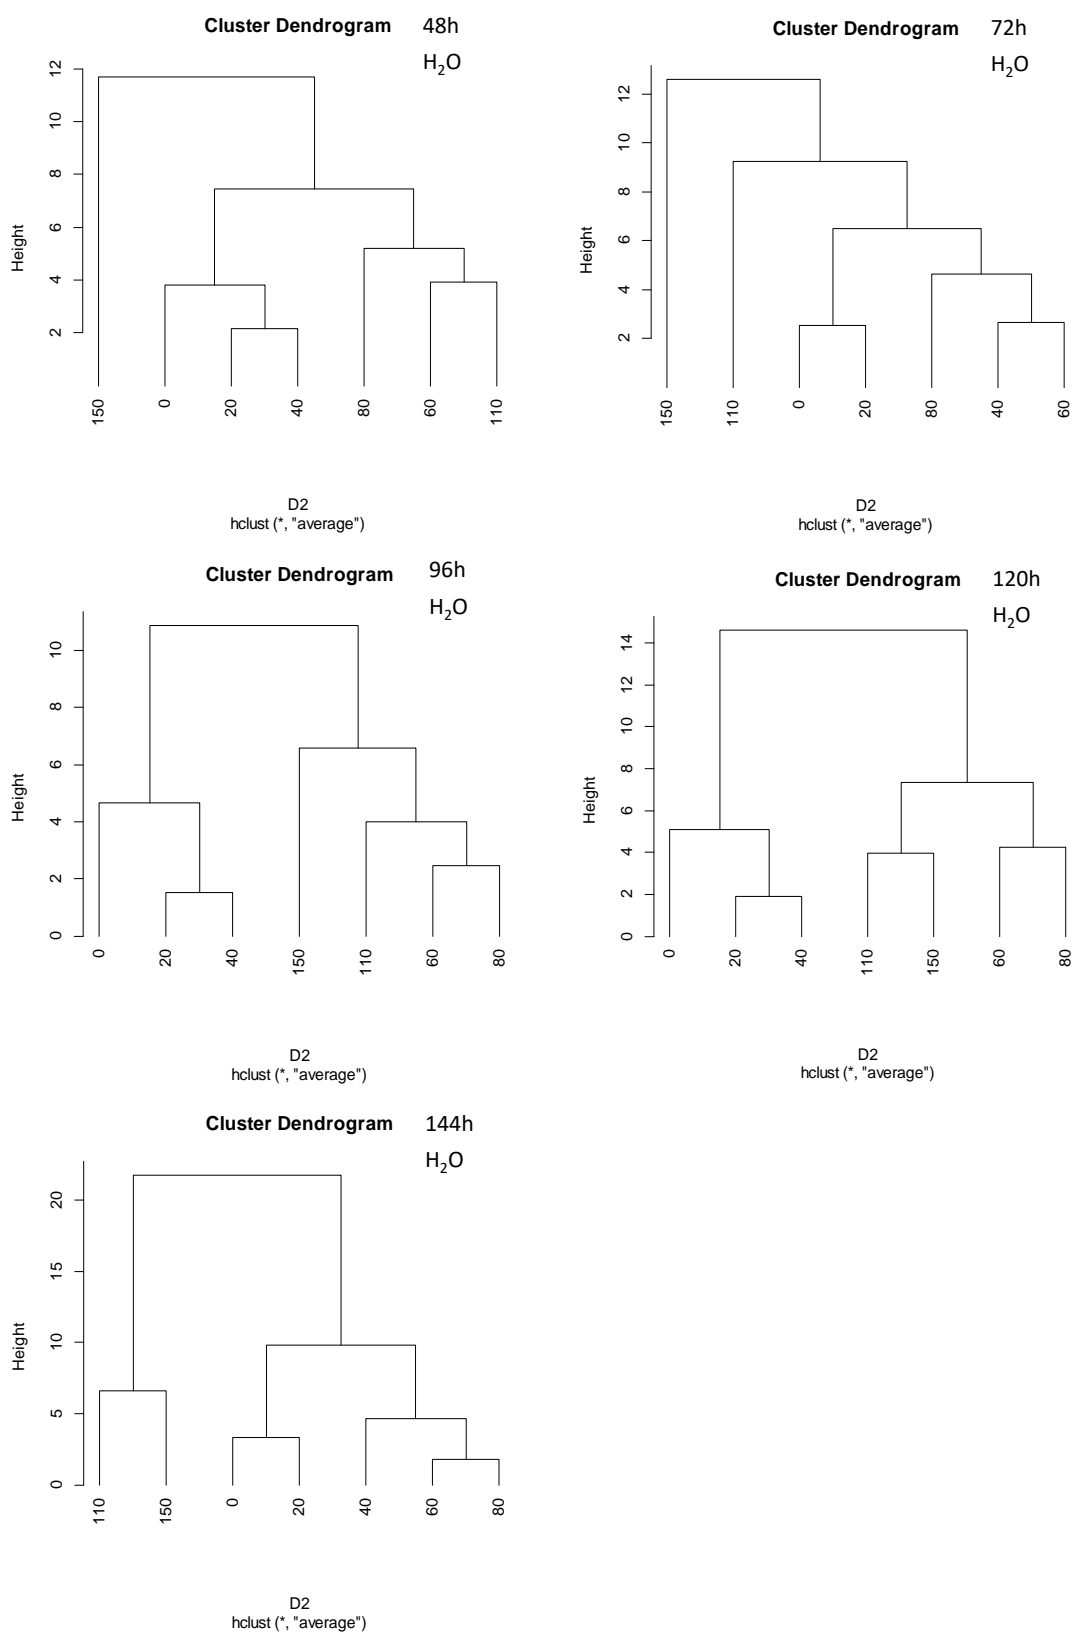 Cluster Dendrogram 48h
H₂O
12
10
8
6
4
2
Height
150 0 20 40 80 60 110
D2
hclust (*, "average")
Cluster Dendrogram 72h
H₂O
12
10
8
6
4
2
Height
150 110 0 20 80 40 60
D2
hclust (*, "average")
Cluster Dendrogram 96h
H₂O
10
8
6
4
2
0
Height
0 20 40 150 110 60 80
D2
hclust (*, "average")
Cluster Dendrogram 120h
H₂O
14
12
10
8
6
4
2
0
Height
0 20 40 110 150 60 80
D2
hclust (*, "average")
Cluster Dendrogram 144h
H₂O
20
15
10
5
0
Height
110 150 0 20 40 60 80
D2
hclust (*, "average")